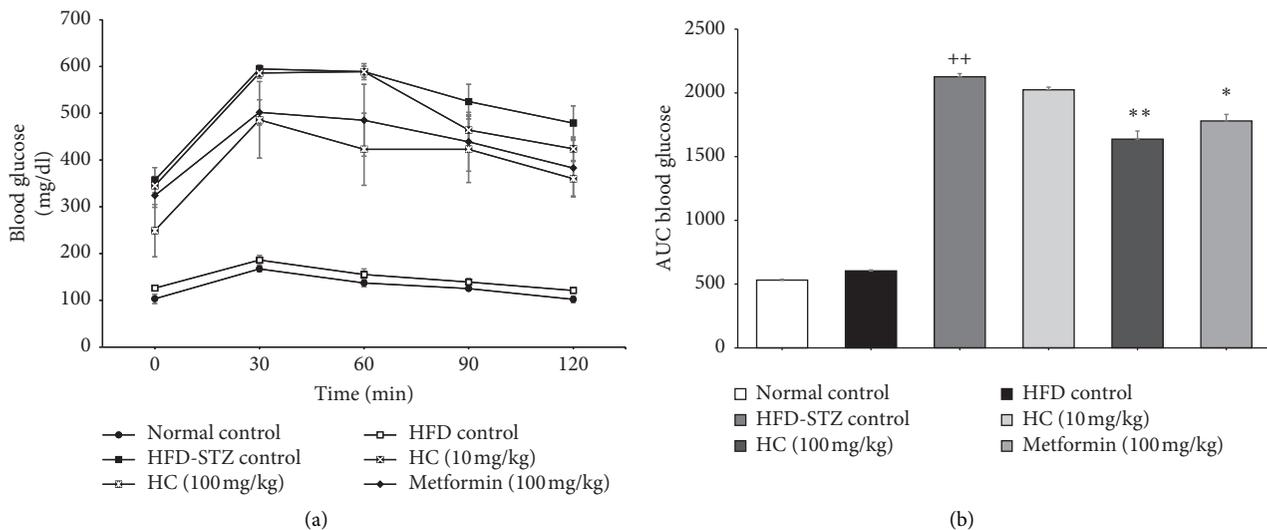 700
600
500
400
300
200
100
0
Blood glucose
(mg/dl)
0 30 60 90 120
Time (min)
Normal control HFD control
HFD-STZ control HC (10 mg/kg)
HC (100 mg/kg) Metformin (100 mg/kg)
(a)
2500
2000
1500
1000
500
0
AUC blood glucose
++
**
*
Normal control HFD control
HFD-STZ control HC (10 mg/kg)
HC (100 mg/kg) Metformin (100 mg/kg)
(b)